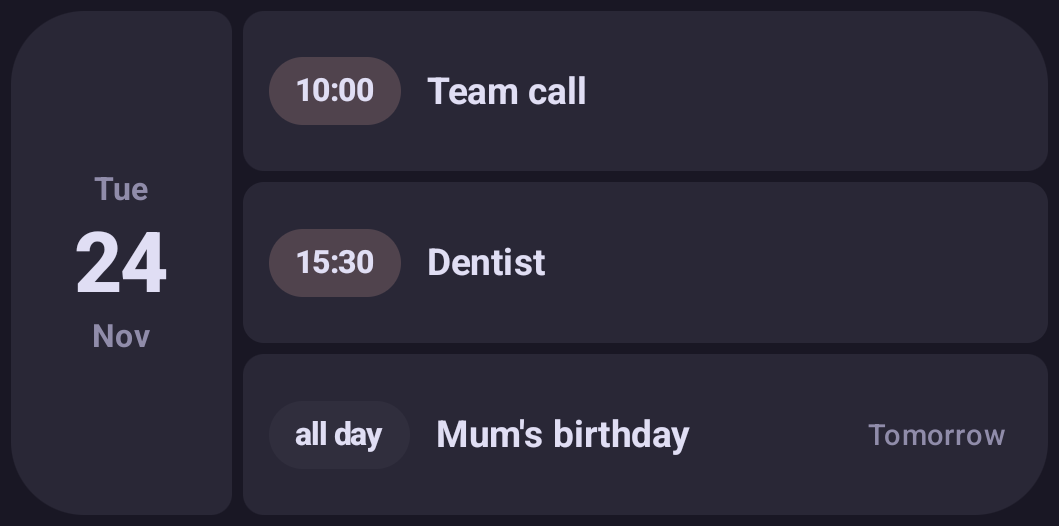 Tue
24
Nov
10:00 Team call
15:30 Dentist
all day Mum's birthday Tomorrow